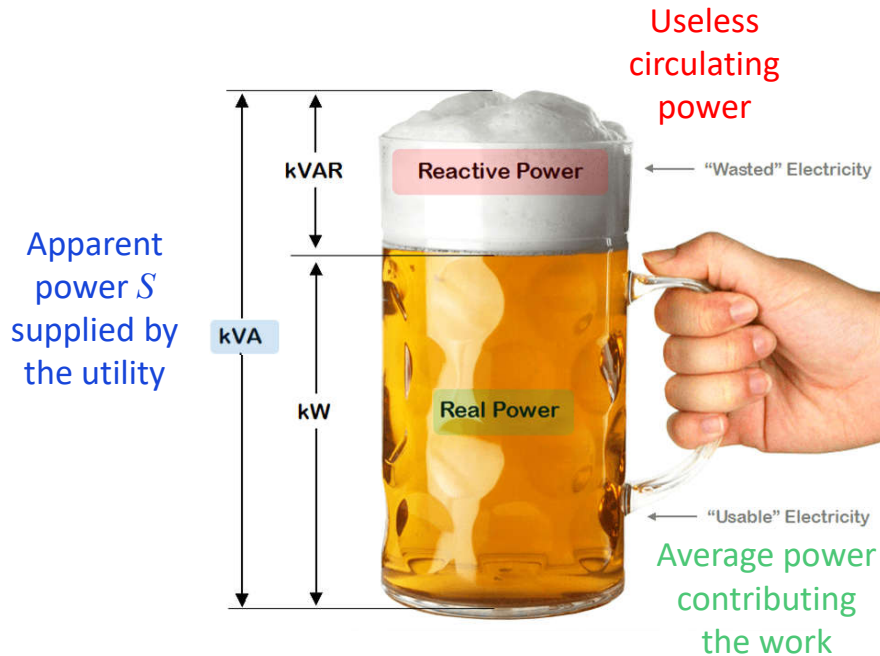 Useless
circulating
power
kVAR
Reactive Power
“Wasted” Electricity
Apparent
power S
supplied by
the utility
kVA
kW
Real Power
“Usable” Electricity
Average power
contributing
the work